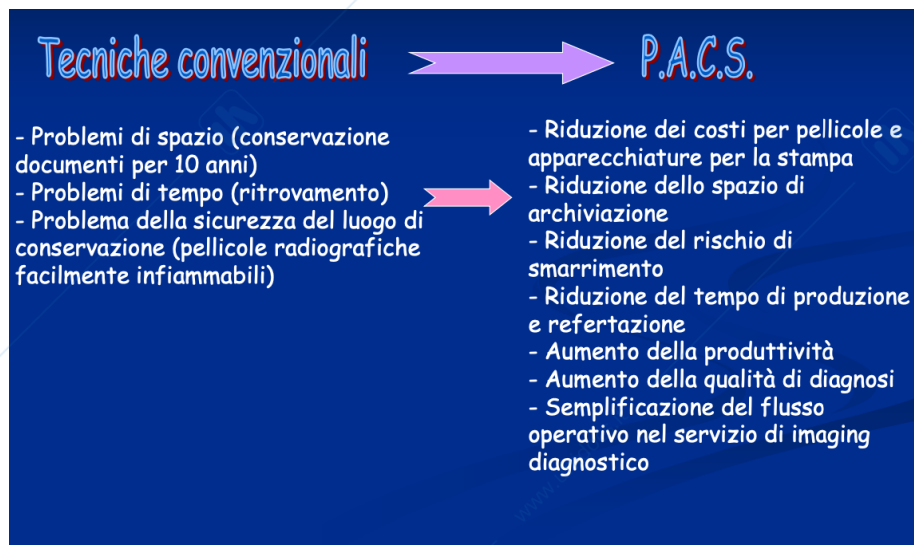 Tecniche convenzionali
P.A.C.S.
- Problemi di spazio (conservazione
documenti per 10 anni)
- Problemi di tempo (ritrovamento)
- Problema della sicurezza del luogo di
conservazione (pellicole radiografiche
facilmente infiammabili)
- Riduzione dei costi per pellicole e
apparecchiature per la stampa
- Riduzione dello spazio di
archiviazione
- Riduzione del rischio di
smarrimento
- Riduzione del tempo di produzione
e refertazione
- Aumento della produttività
- Aumento della qualità di diagnosi
- Semplificazione del flusso
operativo nel servizio di imaging
diagnostico